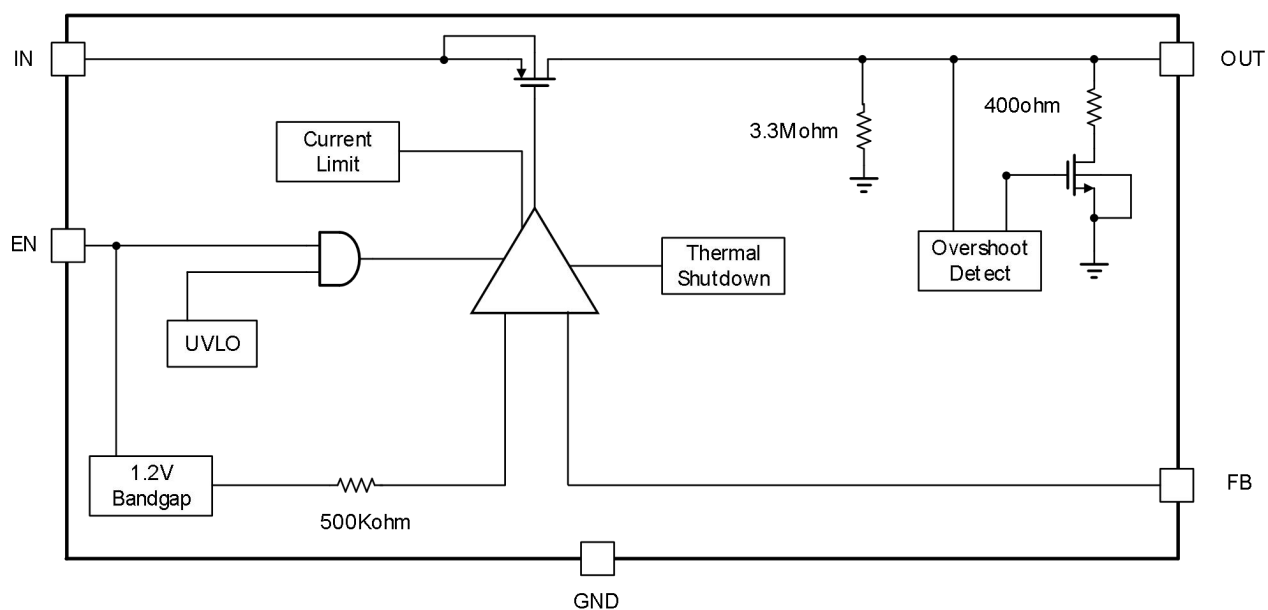 IN
OUT
400ohm
3.3Mohm
Current
Limit
EN
Thermal
Shutdown
Overshoot
Detect
UVLO
1.2V
Bandgap
FB
500Kohm
GND